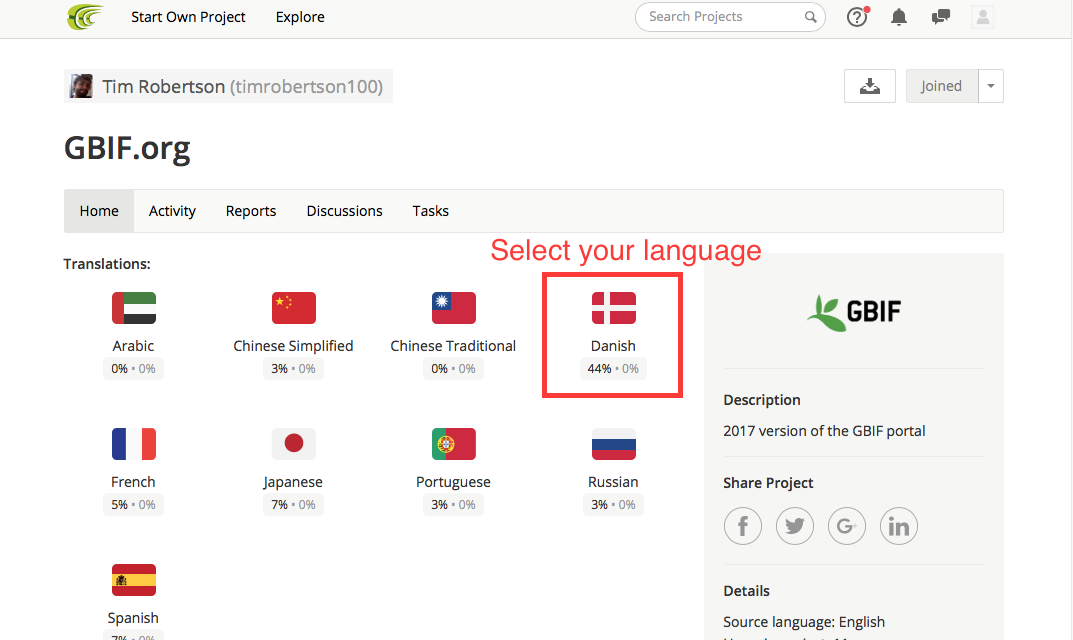 Start Own Project
Explore
Search Projects
Tim Robertson (timrobertson100)
Joined
GBIF.org
Home
Activity
Reports
Discussions
Tasks
Select your language
Translations:
Arabic
0% • 0%
Chinese Simplified
3% • 0%
Chinese Traditional
0% • 0%
Danish
44% • 0%
French
5% • 0%
Japanese
7% • 0%
Portuguese
3% • 0%
Russian
3% • 0%
Spanish
GBIF
Description
2017 version of the GBIF portal
Share Project
Details
Source language: English